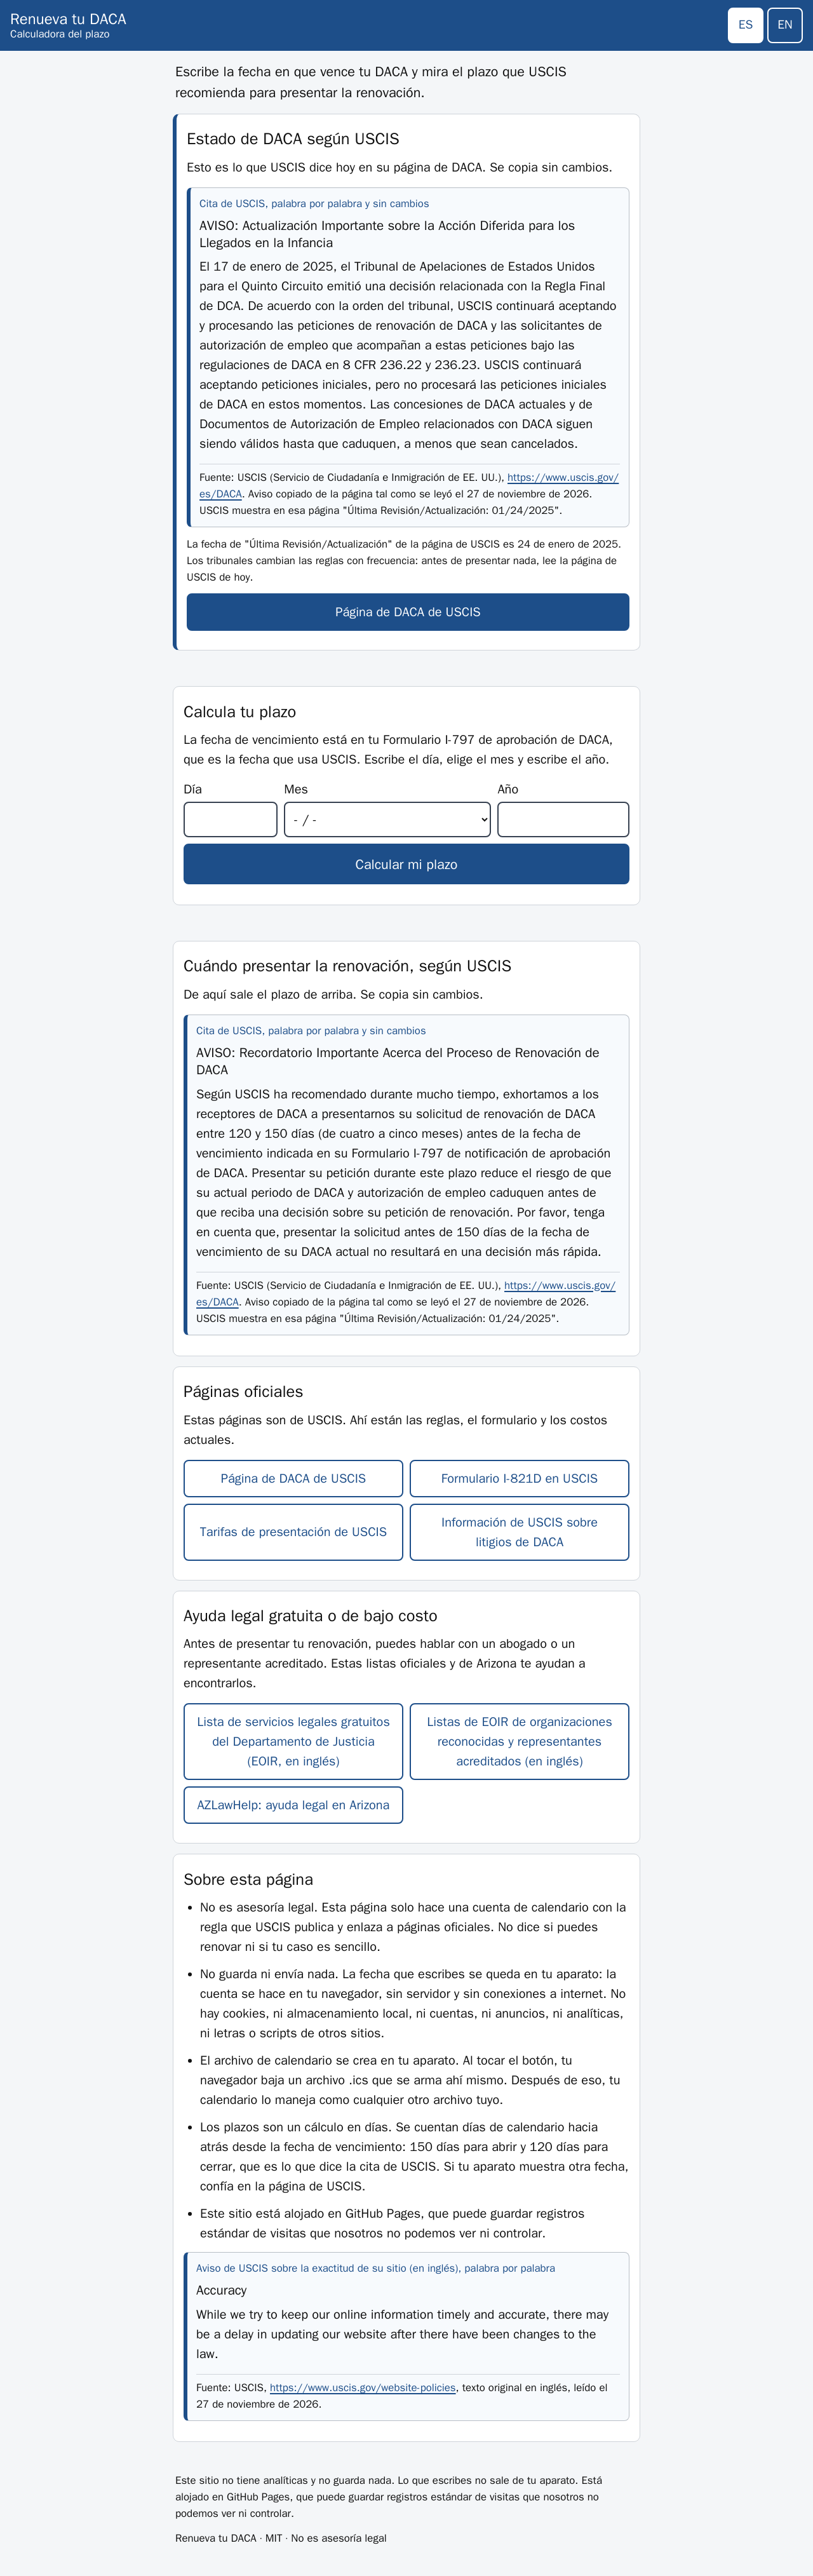 Renueva tu DACA
Calculadora del plazo
ES
EN
Escribe la fecha en que vence tu DACA y mira el plazo que USCIS
recomienda para presentar la renovación.
Estado de DACA según USCIS
Esto es lo que USCIS dice hoy en su página de DACA. Se copia sin cambios.
Cita de USCIS, palabra por palabra y sin cambios
AVISO: Actualización Importante sobre la Acción Diferida para los
Llegados en la Infancia
El 17 de enero de 2025, el Tribunal de Apelaciones de Estados Unidos
para el Quinto Circuito emitió una decisión relacionada con la Regla Final
de DCA. De acuerdo con la orden del tribunal, USCIS continuará aceptando
y procesando las peticiones de renovación de DACA y las solicitantes de
autorización de empleo que acompañan a estas peticiones bajo las
regulaciones de DACA en 8 CFR 236.22 y 236.23. USCIS continuará
aceptando peticiones iniciales, pero no procesará las peticiones iniciales
de DACA en estos momentos. Las concesiones de DACA actuales y de
Documentos de Autorización de Empleo relacionados con DACA siguen
siendo válidos hasta que caduquen, a menos que sean cancelados.
Fuente: USCIS (Servicio de Ciudadanía e Inmigración de EE. UU.), https://www.uscis.gov/
es/DACA. Aviso copiado de la página tal como se leyó el 27 de noviembre de 2026.
USCIS muestra en esa página "Última Revisión/Actualización: 01/24/2025".
La fecha de "Última Revisión/Actualización" de la página de USCIS es 24 de enero de 2025.
Los tribunales cambian las reglas con frecuencia: antes de presentar nada, lee la página de
USCIS de hoy.
Página de DACA de USCIS
Calcula tu plazo
La fecha de vencimiento está en tu Formulario I-797 de aprobación de DACA,
que es la fecha que usa USCIS. Escribe el día, elige el mes y escribe el año.
Día
Mes
Año
- / -
Calcular mi plazo
Cuándo presentar la renovación, según USCIS
De aquí sale el plazo de arriba. Se copia sin cambios.
Cita de USCIS, palabra por palabra y sin cambios
AVISO: Recordatorio Importante Acerca del Proceso de Renovación de
DACA
Según USCIS ha recomendado durante mucho tiempo, exhortamos a los
receptores de DACA a presentarnos su solicitud de renovación de DACA
entre 120 y 150 días (de cuatro a cinco meses) antes de la fecha de
vencimiento indicada en su Formulario I-797 de notificación de aprobación
de DACA. Presentar su petición durante este plazo reduce el riesgo de que
su actual periodo de DACA y autorización de empleo caduquen antes de
que reciba una decisión sobre su petición de renovación. Por favor, tenga
en cuenta que, presentar la solicitud antes de 150 días de la fecha de
vencimiento de su DACA actual no resultará en una decisión más rápida.
Fuente: USCIS (Servicio de Ciudadanía e Inmigración de EE. UU.), https://www.uscis.gov/
es/DACA. Aviso copiado de la página tal como se leyó el 27 de noviembre de 2026.
USCIS muestra en esa página "Última Revisión/Actualización: 01/24/2025".
Páginas oficiales
Estas páginas son de USCIS. Ahí están las reglas, el formulario y los costos
actuales.
Página de DACA de USCIS
Formulario I-821D en USCIS
Tarifas de presentación de USCIS
Información de USCIS sobre
litigios de DACA
Ayuda legal gratuita o de bajo costo
Antes de presentar tu renovación, puedes hablar con un abogado o un
representante acreditado. Estas listas oficiales y de Arizona te ayudan a
encontrarlos.
Lista de servicios legales gratuitos
del Departamento de Justicia
(EOIR, en inglés)
Listas de EOIR de organizaciones
reconocidas y representantes
acreditados (en inglés)
AZLawHelp: ayuda legal en Arizona
Sobre esta página
• No es asesoría legal. Esta página solo hace una cuenta de calendario con la
regla que USCIS publica y enlaza a páginas oficiales. No dice si puedes
renovar ni si tu caso es sencillo.
• No guarda ni envía nada. La fecha que escribes se queda en tu aparato: la
cuenta se hace en tu navegador, sin servidor y sin conexiones a internet. No
hay cookies, ni almacenamiento local, ni cuentas, ni anuncios, ni analíticas,
ni letras o scripts de otros sitios.
• El archivo de calendario se crea en tu aparato. Al tocar el botón, tu
navegador baja un archivo .ics que se arma ahí mismo. Después de eso, tu
calendario lo maneja como cualquier otro archivo tuyo.
• Los plazos son un cálculo en días. Se cuentan días de calendario hacia
atrás desde la fecha de vencimiento: 150 días para abrir y 120 días para
cerrar, que es lo que dice la cita de USCIS. Si tu aparato muestra otra fecha,
confía en la página de USCIS.
• Este sitio está alojado en GitHub Pages, que puede guardar registros
estándar de visitas que nosotros no podemos ver ni controlar.
Aviso de USCIS sobre la exactitud de su sitio (en inglés), palabra por palabra
Accuracy
While we try to keep our online information timely and accurate, there may
be a delay in updating our website after there have been changes to the
law.
Fuente: USCIS, https://www.uscis.gov/website-policies, texto original en inglés, leído el
27 de noviembre de 2026.
Este sitio no tiene analíticas y no guarda nada. Lo que escribes no sale de tu aparato. Está
alojado en GitHub Pages, que puede guardar registros estándar de visitas que nosotros no
podemos ver ni controlar.
Renueva tu DACA · MIT · No es asesoría legal